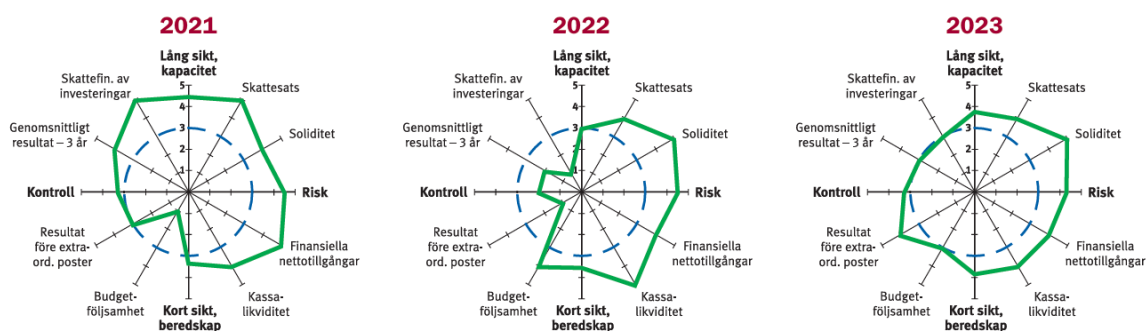 2021
Lång sikt,
kapacitet
Skattefin. av
investeringar
Skattesats
Genomsnittligt
resultat – 3 år
Soliditet
5
4
3
2
1
Kontroll
Risk
Resultat
före extra-
ord. poster
Finansiella
nettotillgångar
Budget-
följsamhet
Kassa-
likviditet
Kort sikt,
beredskap
2022
Lång sikt,
kapacitet
Skattefin. av
investeringar
Skattesats
Genomsnittligt
resultat – 3 år
Soliditet
5
4
3
2
1
Kontroll
Risk
Resultat
före extra-
ord. poster
Finansiella
nettotillgångar
Budget-
följsamhet
Kassa-
likviditet
Kort sikt,
beredskap
2023
Lång sikt,
kapacitet
Skattefin. av
investeringar
Skattesats
Genomsnittligt
resultat – 3 år
Soliditet
5
4
3
2
1
Kontroll
Risk
Resultat
före extra-
ord. poster
Finansiella
nettotillgångar
Budget-
följsamhet
Kassa-
likviditet
Kort sikt,
beredskap